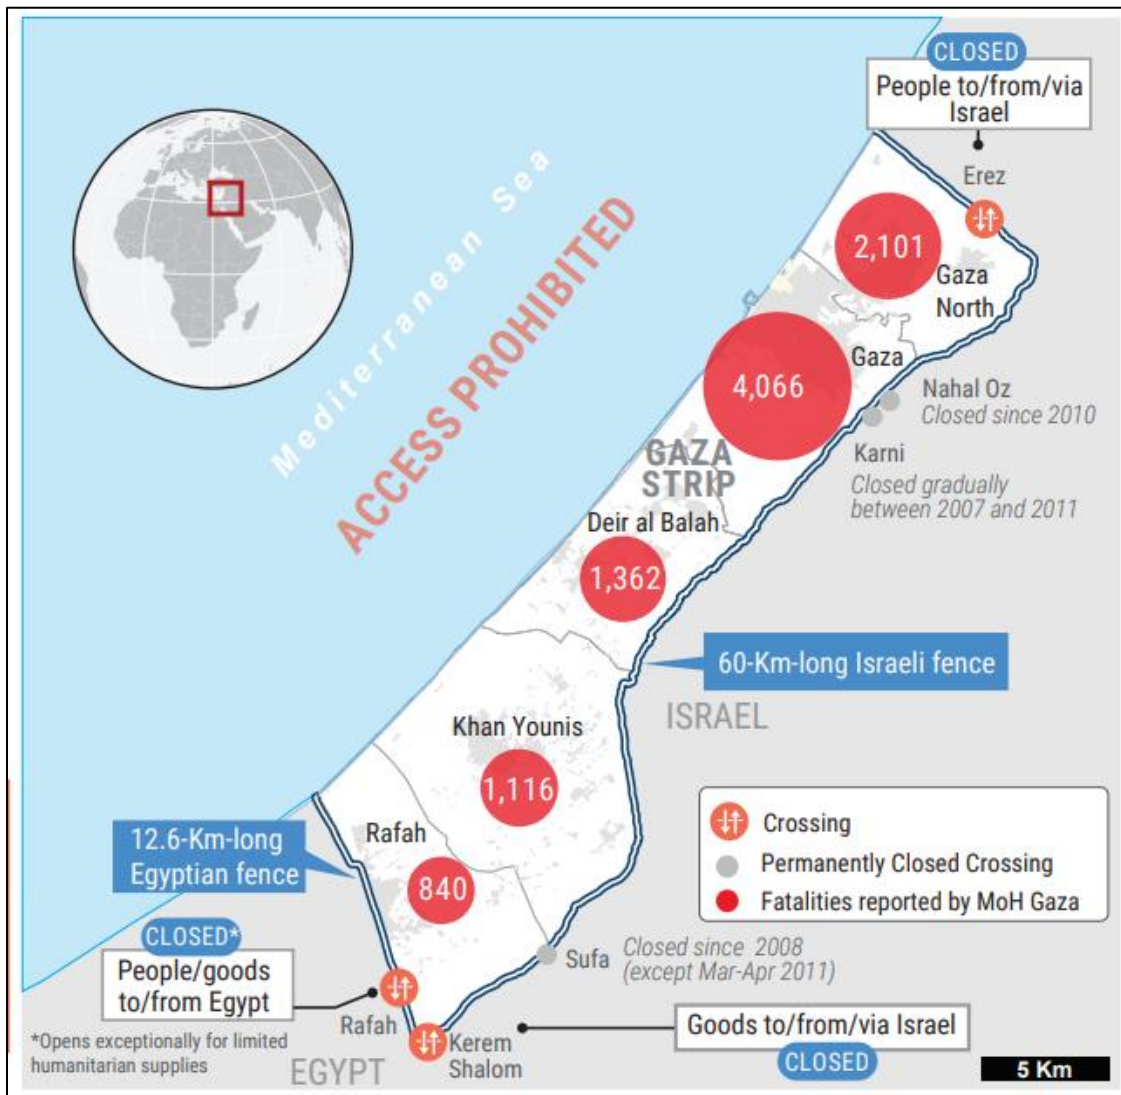 CLOSED
People to/from/via
Israel
Erez
2,101
Gaza
North
Mediterranean Sea
ACCESS PROHIBITED
Gaza
4,066
Nahal Oz
Closed since 2010
Karni
Closed gradually
between 2007 and 2011
GAZA
STRIP
Deir al Balah
1,362
60-Km-long Israeli fence
ISRAEL
Khan Younis
1,116
Rafah
840
12.6-Km-long
Egyptian fence
CLOSED*
People/goods
to/from Egypt
Rafah
*Opens exceptionally for limited
humanitarian supplies
EGYPT
Kerem
Shalom
Sufa
Closed since 2008
(except Mar-Apr 2011)
Goods to/from/via Israel
CLOSED
Crossing
Permanently Closed Crossing
Fatalities reported by MoH Gaza
5 Km